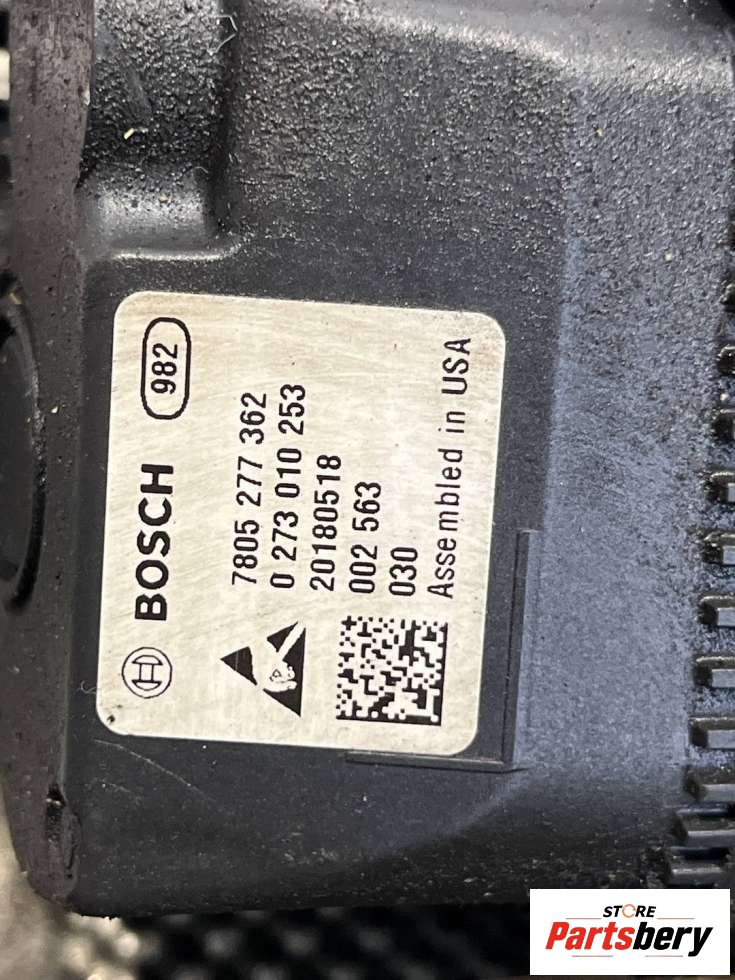 BOSCH 982
7805 277 362
0 273 010 253
20180518
002 563
030
Assembled in USA
STORE
Partsbery